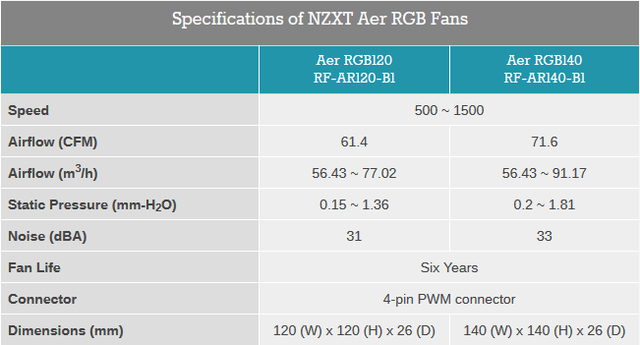 Specifications of NZXT Aer RGB Fans
Aer RGB120 Aer RGB140
RF-AR120-B1 RF-AR140-B1
Speed 500 ~ 1500
Airflow (CFM) 61.4 71.6
Airflow (m³/h) 56.43 ~ 77.02 56.43 ~ 91.17
Static Pressure (mm-H₂O) 0.15 ~ 1.36 0.2 ~ 1.81
Noise (dBA) 31 33
Fan Life Six Years
Connector 4-pin PWM connector
Dimensions (mm) 120 (W) x 120 (H) x 26 (D) 140 (W) x 140 (H) x 26 (D)